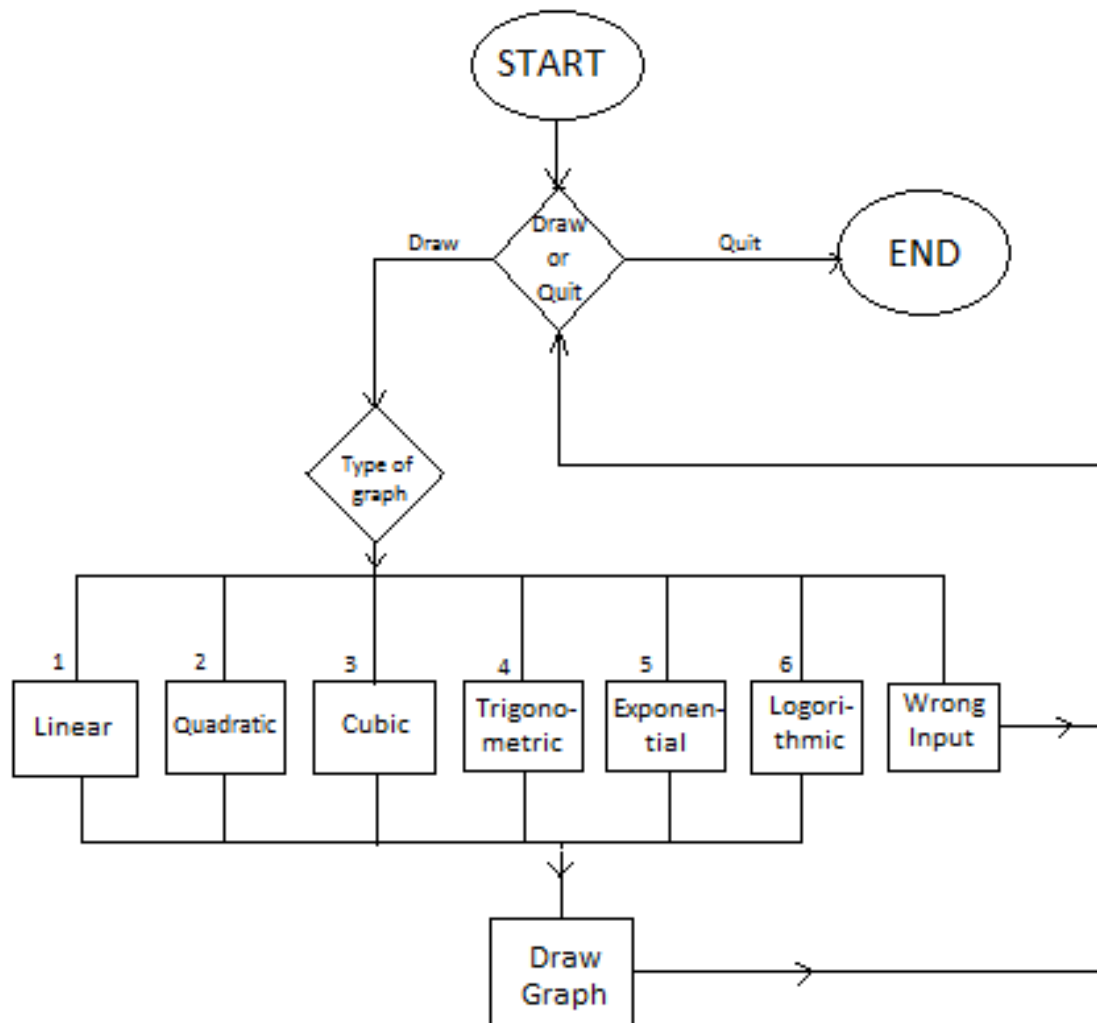 START
Draw
or
Quit
Draw
Quit
END
Type of
graph
1
2
3
4
5
6
Linear
Quadratic
Cubic
Trigono-
metric
Exponen-
tial
Logori-
thmic
Wrong
Input
Draw
Graph